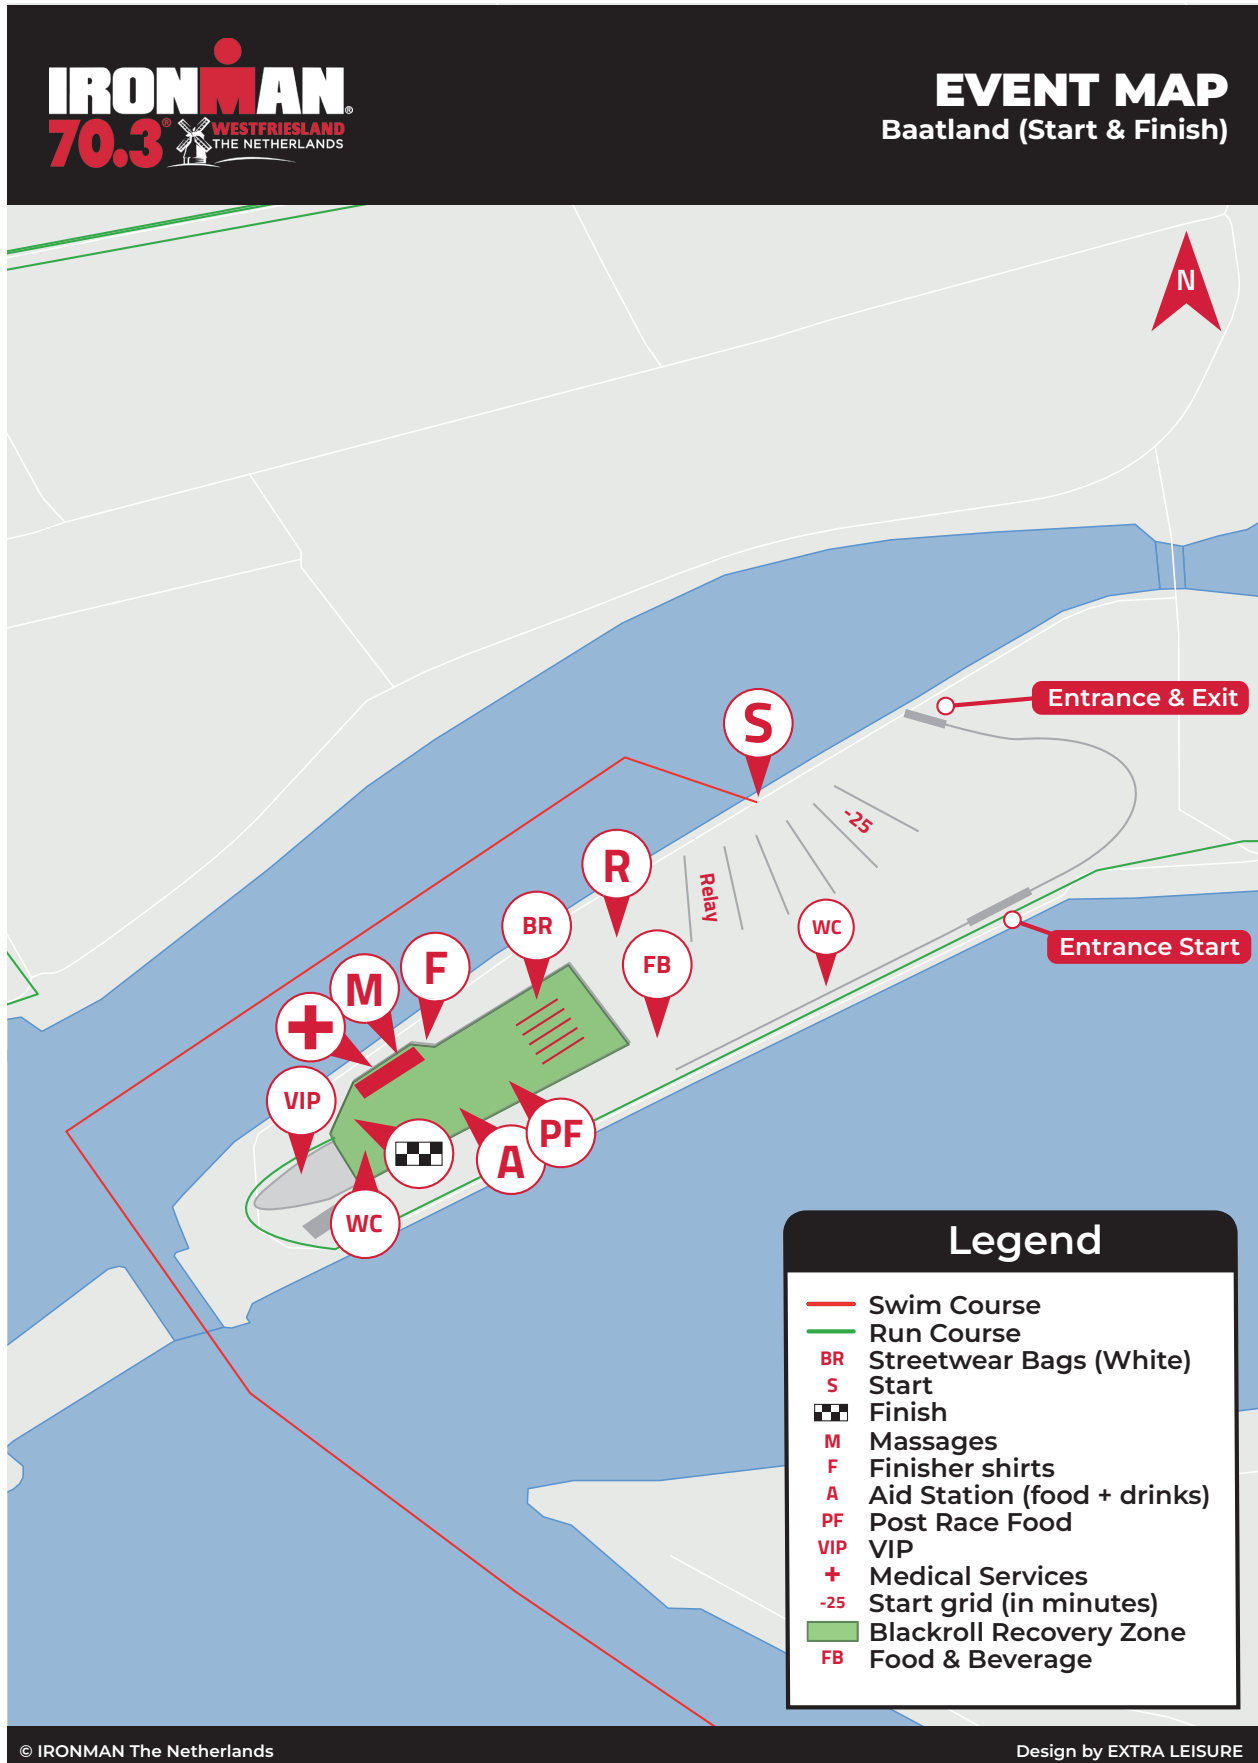 IRONMAN®
70.3®
WESTFRIESLAND
THE NETHERLANDS
EVENT MAP
Baatland (Start & Finish)
N
S
Entrance & Exit
-25
R
Relay
BR
WC
FB
Entrance Start
F
M
VIP
PF
A
WC
Legend
Swim Course
Run Course
BR Streetwear Bags (White)
S Start
Finish
M Massages
F Finisher shirts
A Aid Station (food + drinks)
PF Post Race Food
VIP VIP
+ Medical Services
-25 Start grid (in minutes)
Blackroll Recovery Zone
FB Food & Beverage
© IRONMAN The Netherlands
Design by EXTRA LEISURE